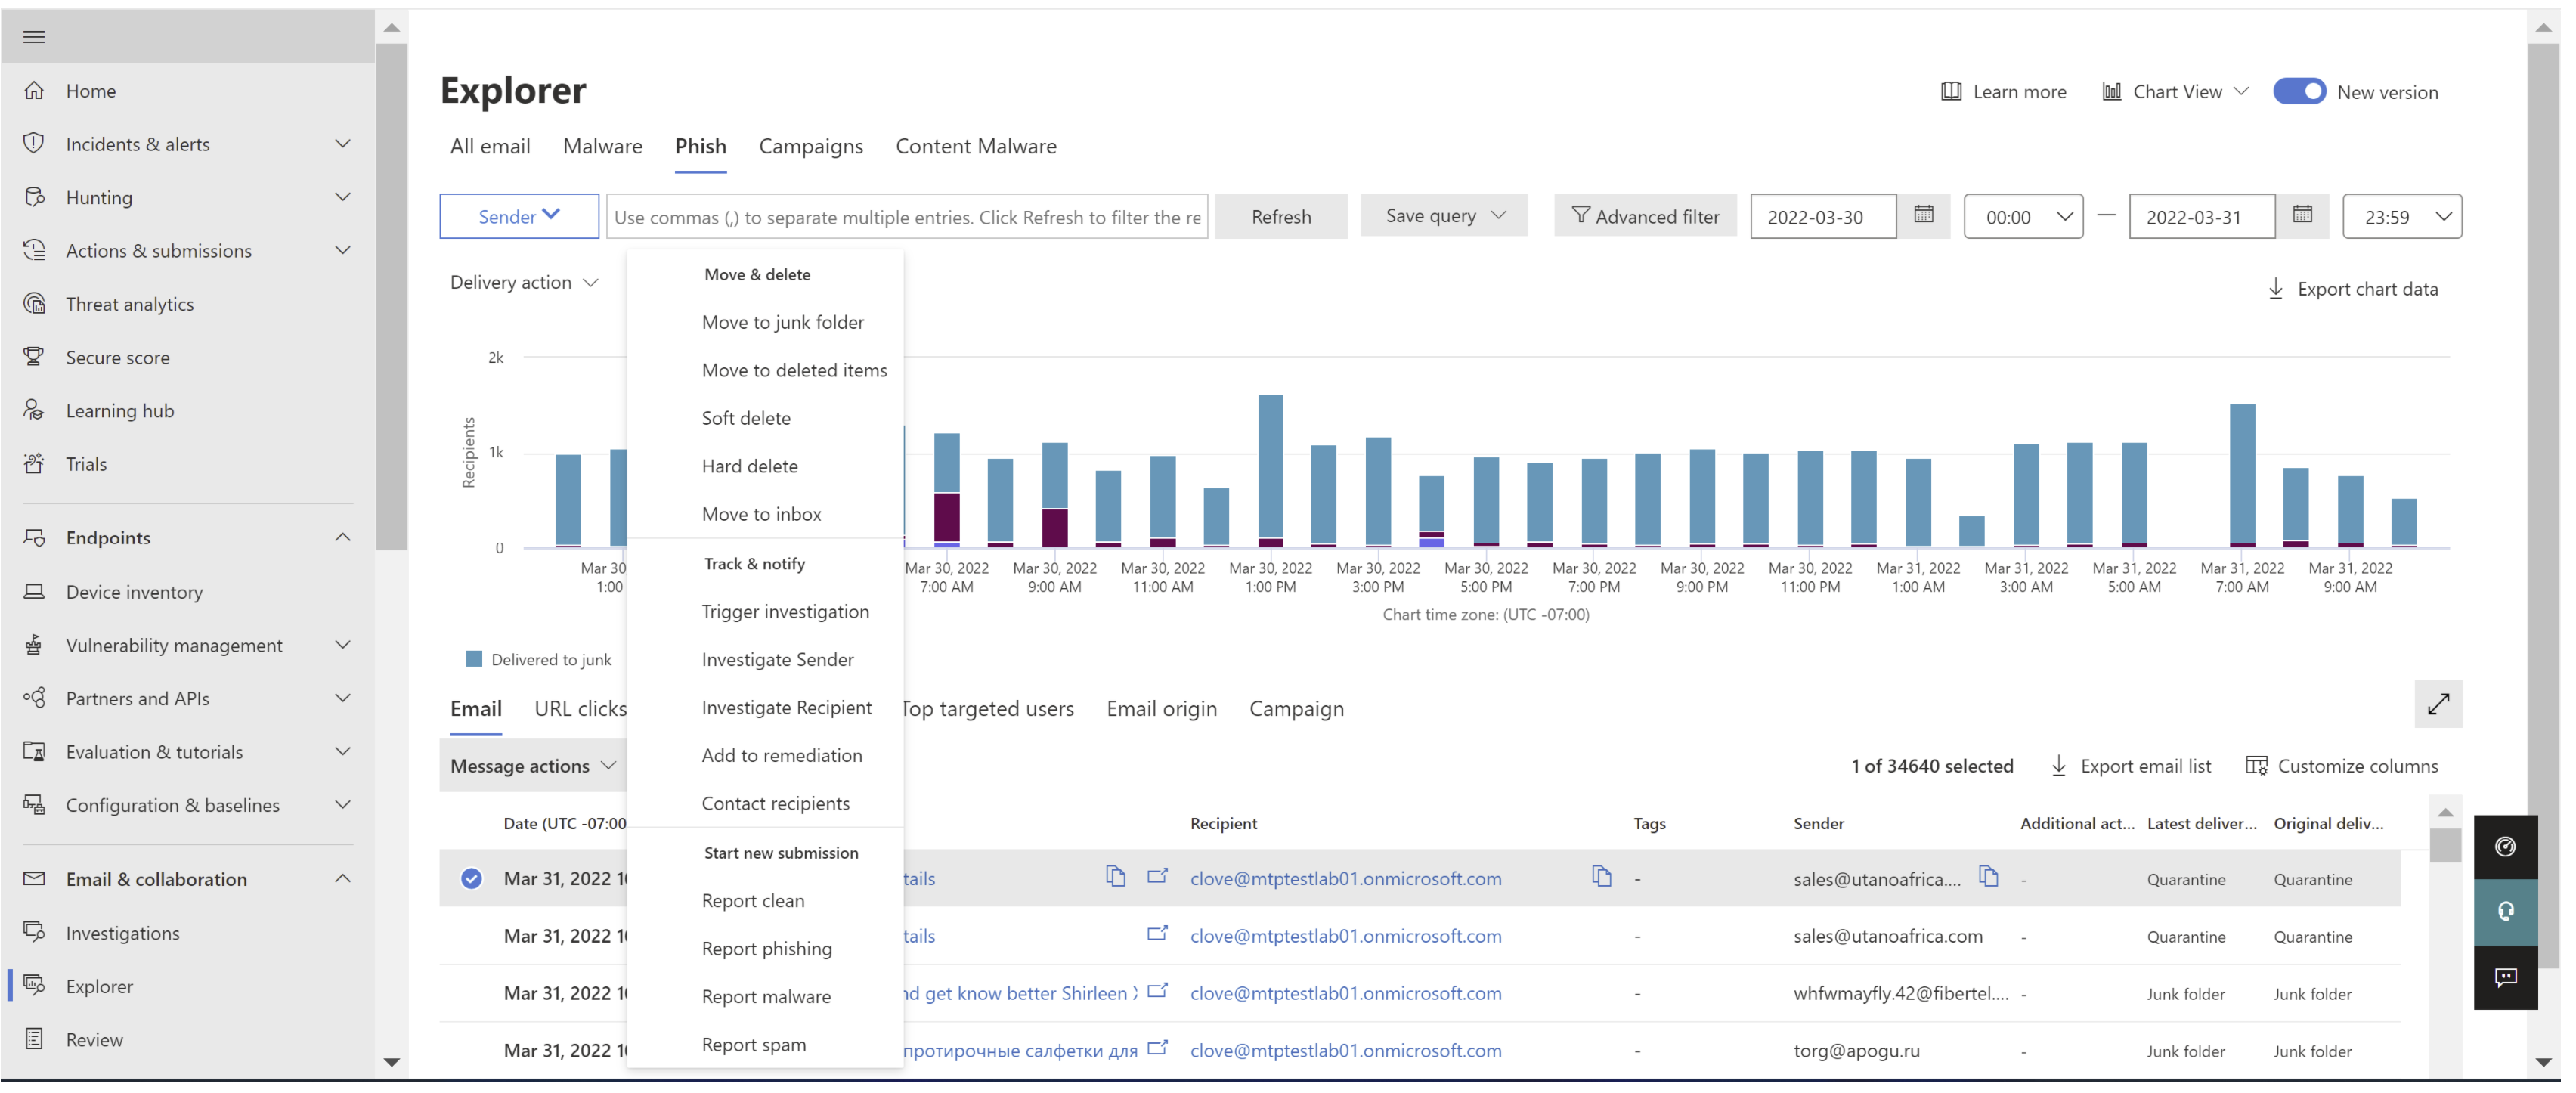 Home
Incidents & alerts
Hunting
Actions & submissions
Threat analytics
Secure score
Learning hub
Trials
Endpoints
Device inventory
Vulnerability management
Partners and APIs
Evaluation & tutorials
Configuration & baselines
Email & collaboration
Investigations
Explorer
Review
Explorer
Learn more
Chart View
New version
All email Malware Phish Campaigns Content Malware
Sender
Use commas (,) to separate multiple entries. Click Refresh to filter the re
Refresh
Save query
Advanced filter
2022-03-30
00:00
—
2022-03-31
23:59
Delivery action
Export chart data
Move & delete
Move to junk folder
Move to deleted items
Soft delete
Hard delete
Move to inbox
Track & notify
Trigger investigation
Investigate Sender
Investigate Recipient
Add to remediation
Contact recipients
Start new submission
Report clean
Report phishing
Report malware
Report spam
Recipients
2k
1k
0
Mar 30
1:00
Mar 30, 2022
7:00 AM
Mar 30, 2022
9:00 AM
Mar 30, 2022
11:00 AM
Mar 30, 2022
1:00 PM
Mar 30, 2022
3:00 PM
Mar 30, 2022
5:00 PM
Mar 30, 2022
7:00 PM
Mar 30, 2022
9:00 PM
Mar 30, 2022
11:00 PM
Mar 31, 2022
1:00 AM
Mar 31, 2022
3:00 AM
Mar 31, 2022
5:00 AM
Mar 31, 2022
7:00 AM
Mar 31, 2022
9:00 AM
Chart time zone: (UTC -07:00)
Delivered to junk
Email URL clicks Top targeted users Email origin Campaign
Message actions
1 of 34640 selected
Export email list
Customize columns
Date (UTC -07:00 Recipient Tags Sender Additional act... Latest deliver... Original deliv...
Mar 31, 2022 1 tails clove@mtptestlab01.onmicrosoft.com - sales@utanoafrica.... - Quarantine Quarantine
Mar 31, 2022 1 tails clove@mtptestlab01.onmicrosoft.com - sales@utanoafrica.com - Quarantine Quarantine
Mar 31, 2022 1 nd get know better Shirleen clove@mtptestlab01.onmicrosoft.com - whfwmayfly.42@fibertel.... - Junk folder Junk folder
Mar 31, 2022 1 протирочные салфетки для clove@mtptestlab01.onmicrosoft.com - torg@apogu.ru - Junk folder Junk folder